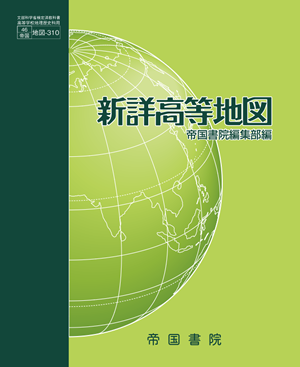 文部科学省検定済教科書
高等学校地理歴史科用
46
帝国
地図-310
新詳高等地図
帝国書院編集部編
帝国書院